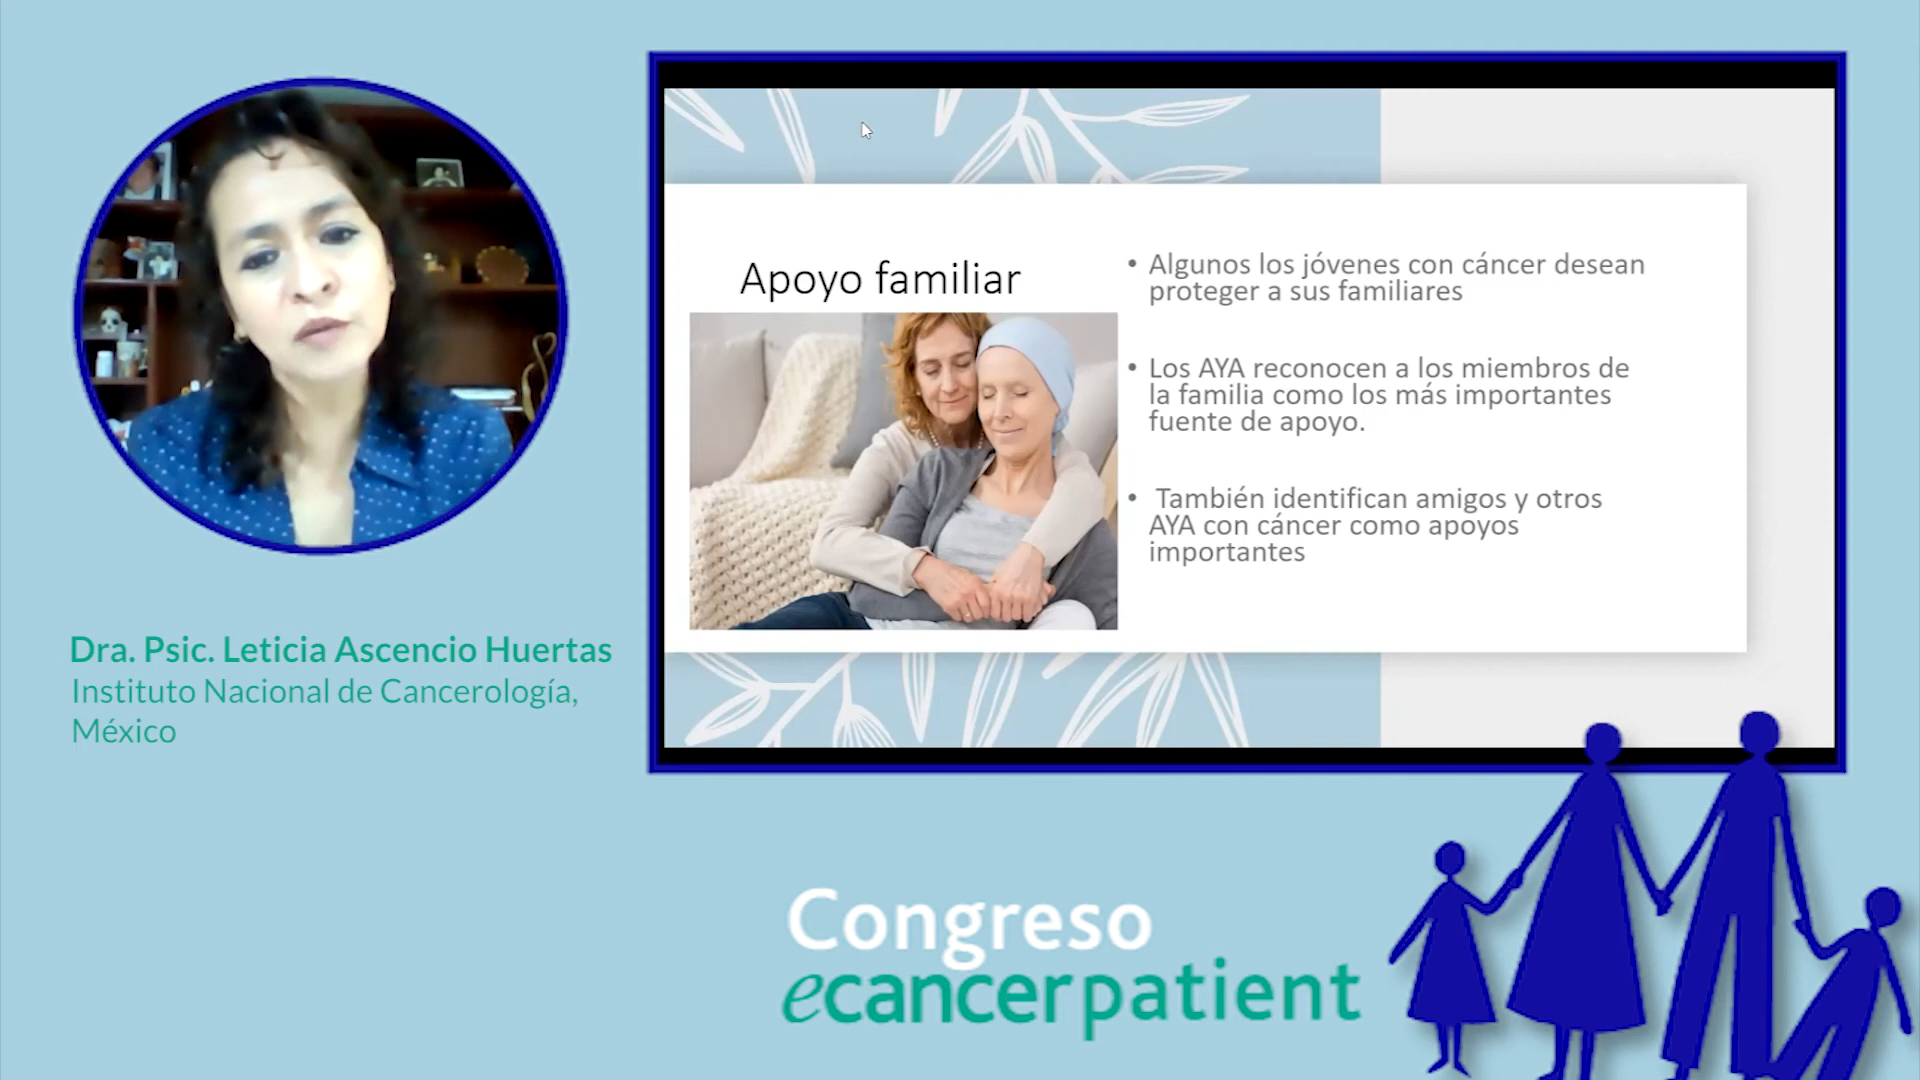 Dra. Psic. Leticia Ascencio Huertas
Instituto Nacional de Cancerología,
México
Apoyo familiar
• Algunos los jóvenes con cáncer desean
proteger a sus familiares
• Los AYA reconocen a los miembros de
la familia como los más importantes
fuente de apoyo.
• También identifican amigos y otros
AYA con cáncer como apoyos
importantes
Congreso
ecancerpatient